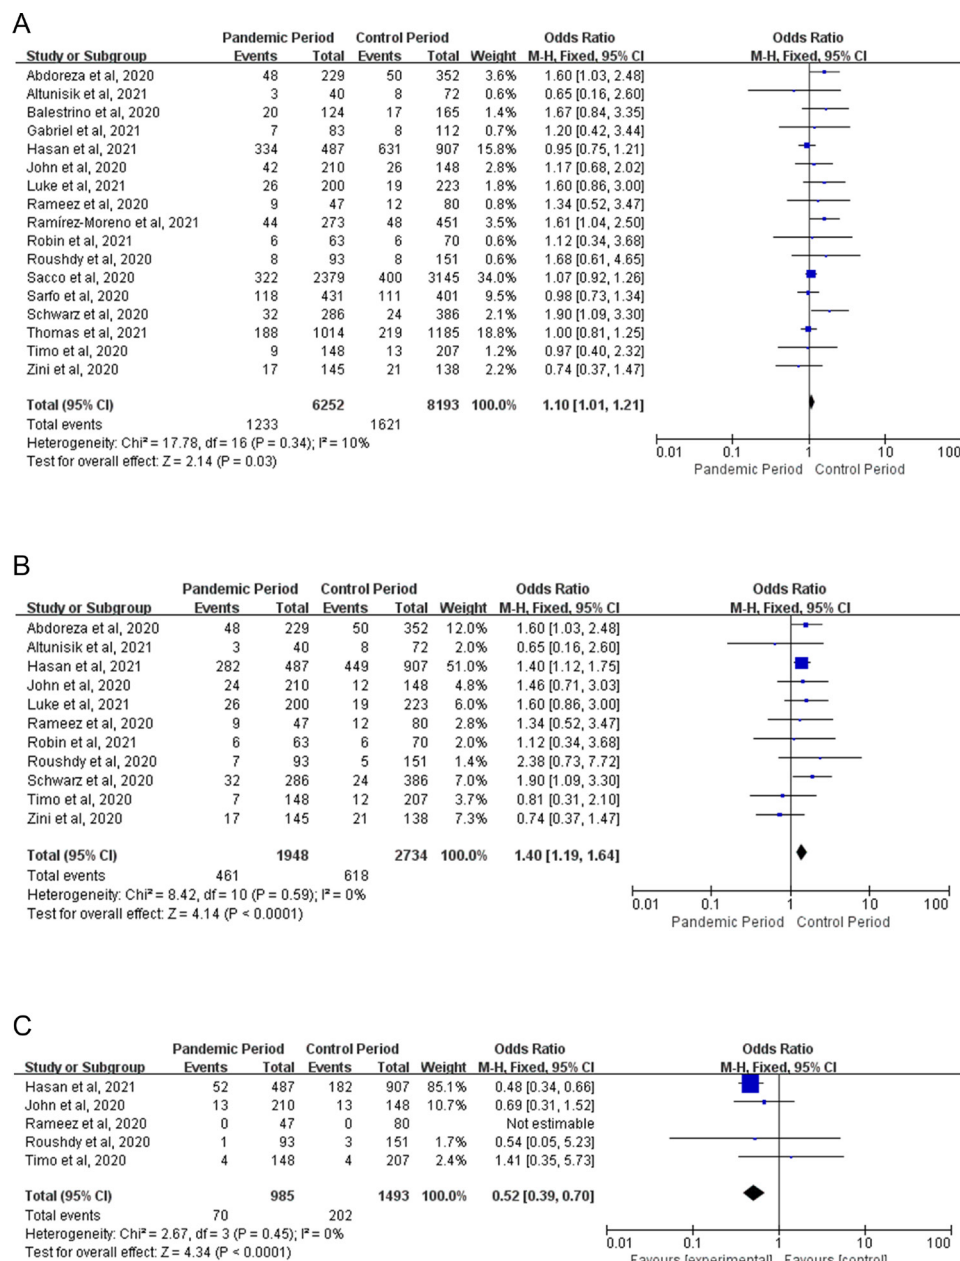 A
Pandemic Period Control Period Odds Ratio Odds Ratio
Study or Subgroup Events Total Events Total Weight M-H, Fixed, 95% CI M-H, Fixed, 95% CI
Abdoreza et al, 2020 48 229 50 352 3.6% 1.60 [1.03, 2.48]
Altunisik et al, 2021 3 40 8 72 0.6% 0.65 [0.16, 2.60]
Balestrino et al, 2020 20 124 17 165 1.4% 1.67 [0.84, 3.35]
Gabriel et al, 2021 7 83 8 112 0.7% 1.20 [0.42, 3.44]
Hasan et al, 2021 334 487 631 907 15.8% 0.95 [0.75, 1.21]
John et al, 2020 42 210 26 148 2.8% 1.17 [0.68, 2.02]
Luke et al, 2021 26 200 19 223 1.8% 1.60 [0.86, 3.00]
Rameez et al, 2020 9 47 12 80 0.8% 1.34 [0.52, 3.47]
Ramírez-Moreno et al, 2021 44 273 48 451 3.5% 1.61 [1.04, 2.50]
Robin et al, 2021 6 63 6 70 0.6% 1.12 [0.34, 3.68]
Roushdy et al, 2020 8 93 8 151 0.6% 1.68 [0.61, 4.65]
Sacco et al, 2020 322 2379 400 3145 34.0% 1.07 [0.92, 1.26]
Sarfo et al, 2020 118 431 111 401 9.5% 0.98 [0.73, 1.34]
Schwarz et al, 2020 32 286 24 386 2.1% 1.90 [1.09, 3.30]
Thomas et al, 2021 188 1014 219 1185 18.8% 1.00 [0.81, 1.25]
Timo et al, 2020 9 148 13 207 1.2% 0.97 [0.40, 2.32]
Zini et al, 2020 17 145 21 138 2.2% 0.74 [0.37, 1.47]
Total (95% CI) 6252 8193 100.0% 1.10 [1.01, 1.21]
Total events 1233 1621
Heterogeneity: Chi² = 17.78, df = 16 (P = 0.34); I² = 10%
Test for overall effect: Z = 2.14 (P = 0.03)
0.01 0.1 1 10 100
Pandemic Period Control Period
B
Pandemic Period Control Period Odds Ratio Odds Ratio
Study or Subgroup Events Total Events Total Weight M-H, Fixed, 95% CI M-H, Fixed, 95% CI
Abdoreza et al, 2020 48 229 50 352 12.0% 1.60 [1.03, 2.48]
Altunisik et al, 2021 3 40 8 72 2.0% 0.65 [0.16, 2.60]
Hasan et al, 2021 282 487 449 907 51.0% 1.40 [1.12, 1.75]
John et al, 2020 24 210 12 148 4.8% 1.46 [0.71, 3.03]
Luke et al, 2021 26 200 19 223 6.0% 1.60 [0.86, 3.00]
Rameez et al, 2020 9 47 12 80 2.8% 1.34 [0.52, 3.47]
Robin et al, 2021 6 63 6 70 2.0% 1.12 [0.34, 3.68]
Roushdy et al, 2020 7 93 5 151 1.4% 2.38 [0.73, 7.72]
Schwarz et al, 2020 32 286 24 386 7.0% 1.90 [1.09, 3.30]
Timo et al, 2020 7 148 12 207 3.7% 0.81 [0.31, 2.10]
Zini et al, 2020 17 145 21 138 7.3% 0.74 [0.37, 1.47]
Total (95% CI) 1948 2734 100.0% 1.40 [1.19, 1.64]
Total events 461 618
Heterogeneity: Chi² = 8.42, df = 10 (P = 0.59); I² = 0%
Test for overall effect: Z = 4.14 (P < 0.0001)
0.01 0.1 1 10 100
Pandemic Period Control Period
C
Pandemic Period Control Period Odds Ratio Odds Ratio
Study or Subgroup Events Total Events Total Weight M-H, Fixed, 95% CI M-H, Fixed, 95% CI
Hasan et al, 2021 52 487 182 907 85.1% 0.48 [0.34, 0.66]
John et al, 2020 13 210 13 148 10.7% 0.69 [0.31, 1.52]
Rameez et al, 2020 0 47 0 80 Not estimable
Roushdy et al, 2020 1 93 3 151 1.7% 0.54 [0.05, 5.23]
Timo et al, 2020 4 148 4 207 2.4% 1.41 [0.35, 5.73]
Total (95% CI) 985 1493 100.0% 0.52 [0.39, 0.70]
Total events 70 202
Heterogeneity: Chi² = 2.67, df = 3 (P = 0.45); I² = 0%
Test for overall effect: Z = 4.34 (P < 0.0001)
0.01 0.1 1 10 100
Favours [experimental] Favours [control]